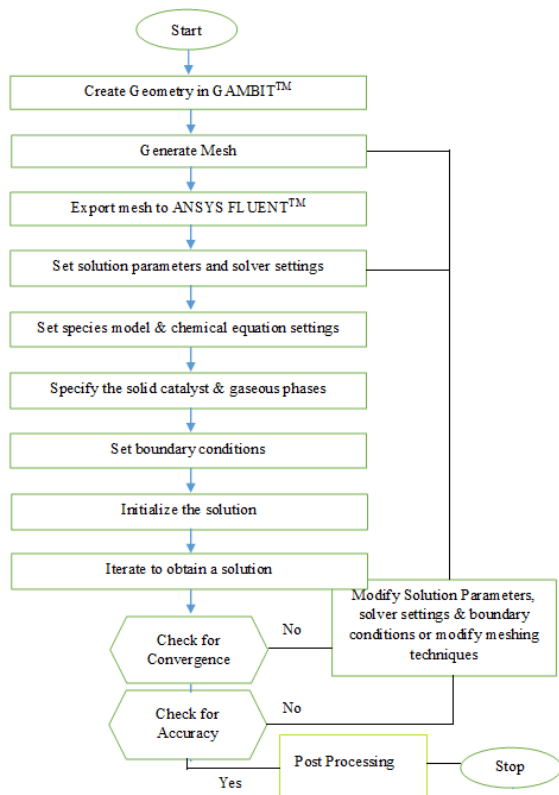 Start
Create Geometry in GAMBIT™
Generate Mesh
Export mesh to ANSYS FLUENT™
Set solution parameters and solver settings
Set species model & chemical equation settings
Specify the solid catalyst & gaseous phases
Set boundary conditions
Initialize the solution
Iterate to obtain a solution
Modify Solution Parameters,
solver settings & boundary
conditions or modify meshing
techniques
Check for
Convergence
No
Check for
Accuracy
No
Yes
Post Processing
Stop